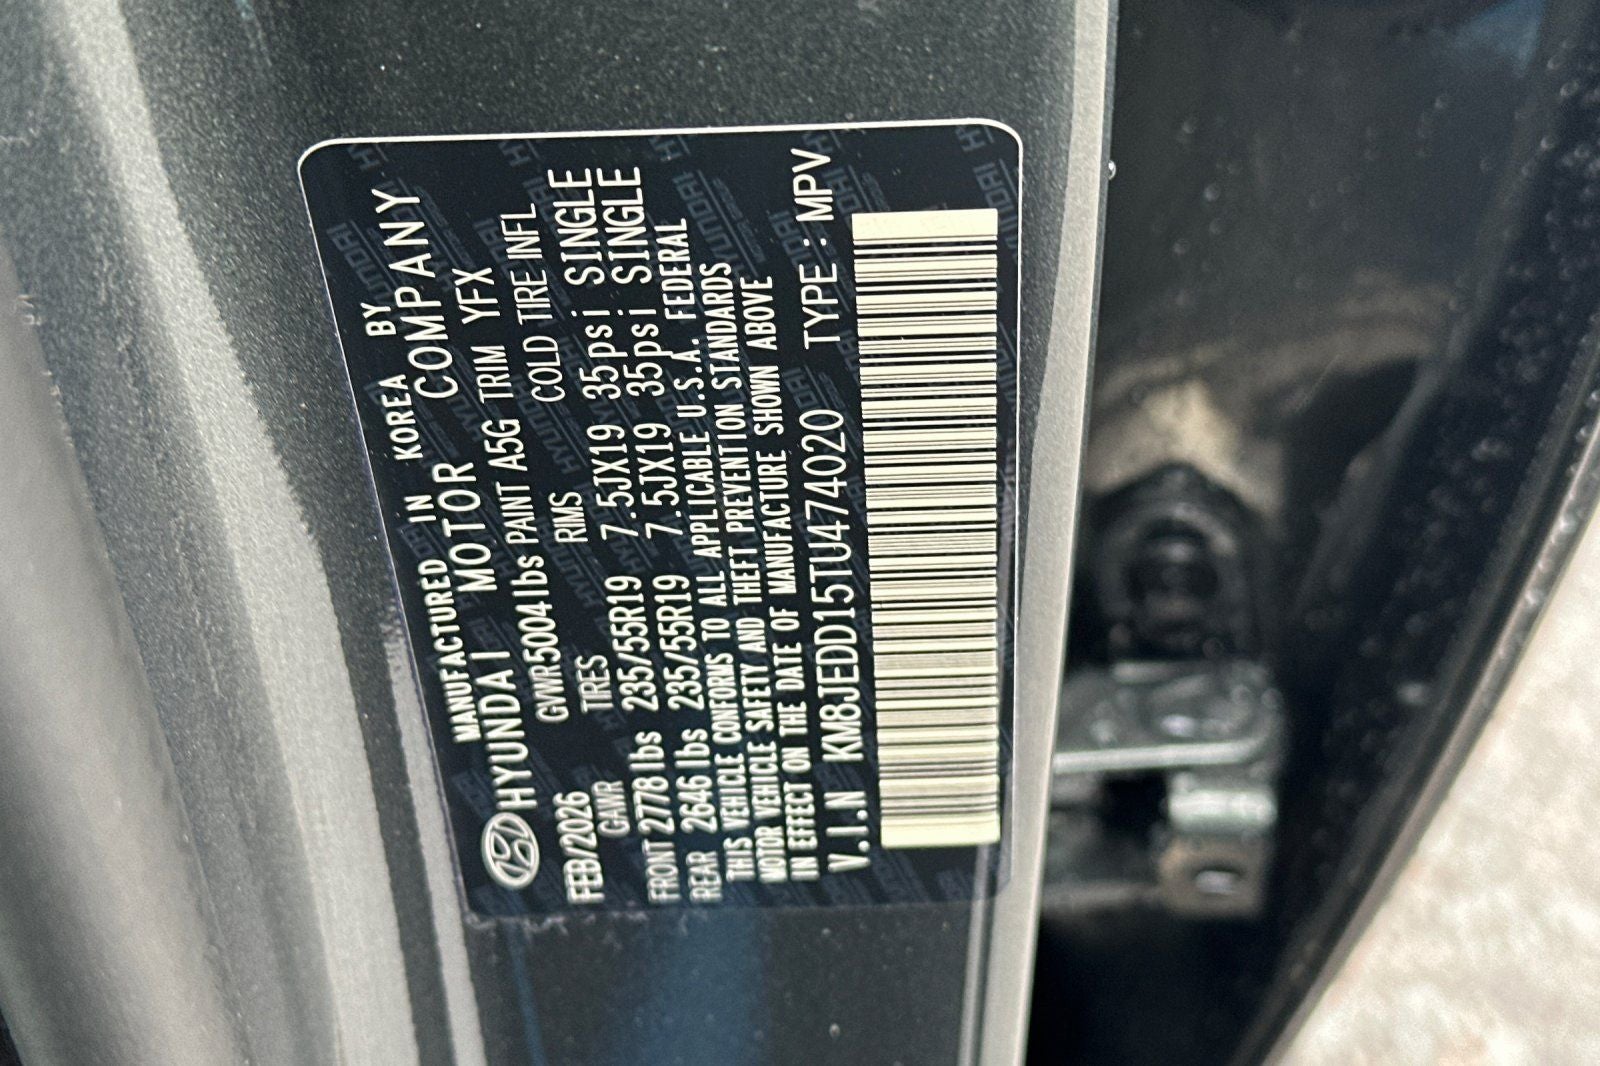 MANUFACTURED IN KOREA BY
HYUNDAI MOTOR COMPANY
GVWR5004lbs PAINT A5G TRIM YFX
FEB/2026 TIRES RIMS COLD TIRE INFL
GAWR
FRONT 2778lbs 235/55R19 7.5JX19 35psi SINGLE
REAR 2646lbs 235/55R19 7.5JX19 35psi SINGLE
THIS VEHICLE CONFORMS TO ALL APPLICABLE U.S.A. FEDERAL
MOTOR VEHICLE SAFETY AND THEFT PREVENTION STANDARDS
IN EFFECT ON THE DATE OF MANUFACTURE SHOWN ABOVE
V.I.N KM8JEDD15TU474020 TYPE : MPV